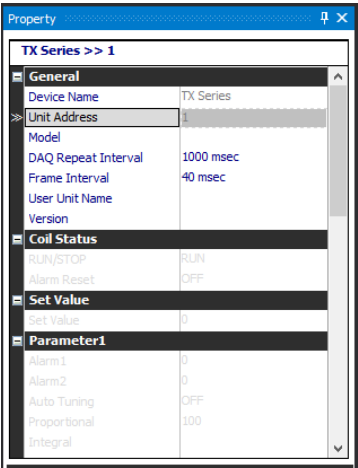 Property
TX Series >> 1
General
Device Name TX Series
Unit Address 1
Model
DAQ Repeat Interval 1000 msec
Frame Interval 40 msec
User Unit Name
Version
Coil Status
RUN/STOP RUN
Alarm Reset OFF
Set Value
Set Value 0
Parameter1
Alarm1 0
Alarm2 0
Auto Tuning OFF
Proportional 100
Integral